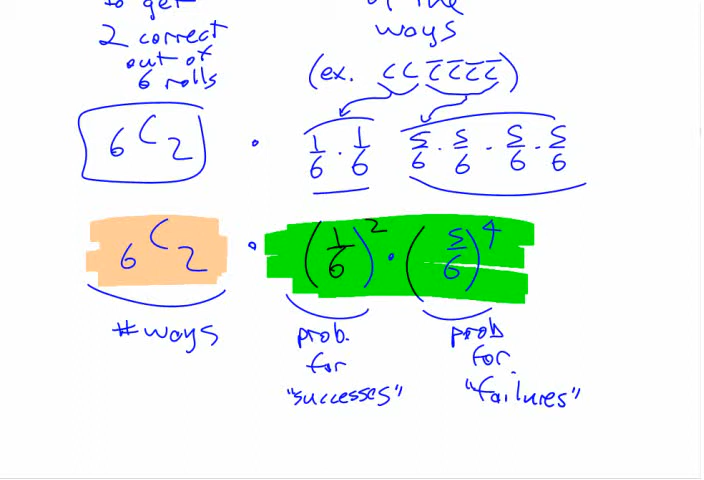 to get
2 correct
out of
6 rolls
of the
ways
(ex. CC C̅C̅C̅C̅)
₆C₂ · 1/6 · 1/6 5/6 · 5/6 · 5/6 · 5/6
₆C₂ · (1/6)² · (5/6)⁴
#ways
prob.
for
"successes"
prob
for
"failures"